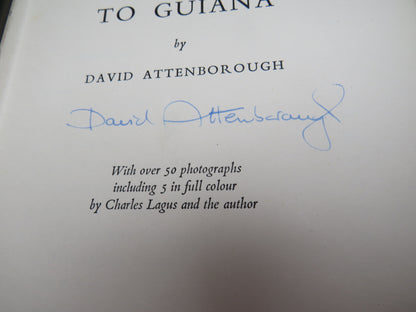 TO GUIANA
by
DAVID ATTENBOROUGH
David Attenborough
With over 50 photographs
including 5 in full colour
by Charles Lagus and the author